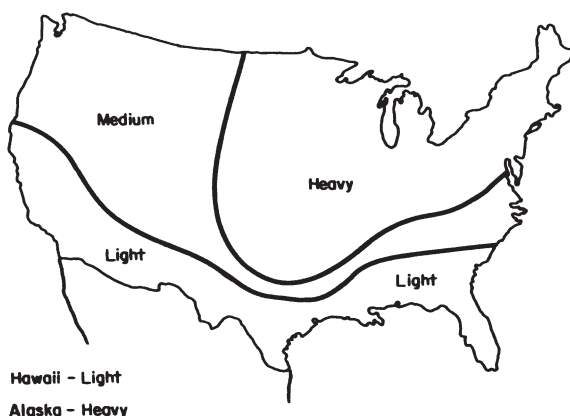 Medium
Heavy
Light
Light
Hawaii - Light
Alaska - Heavy